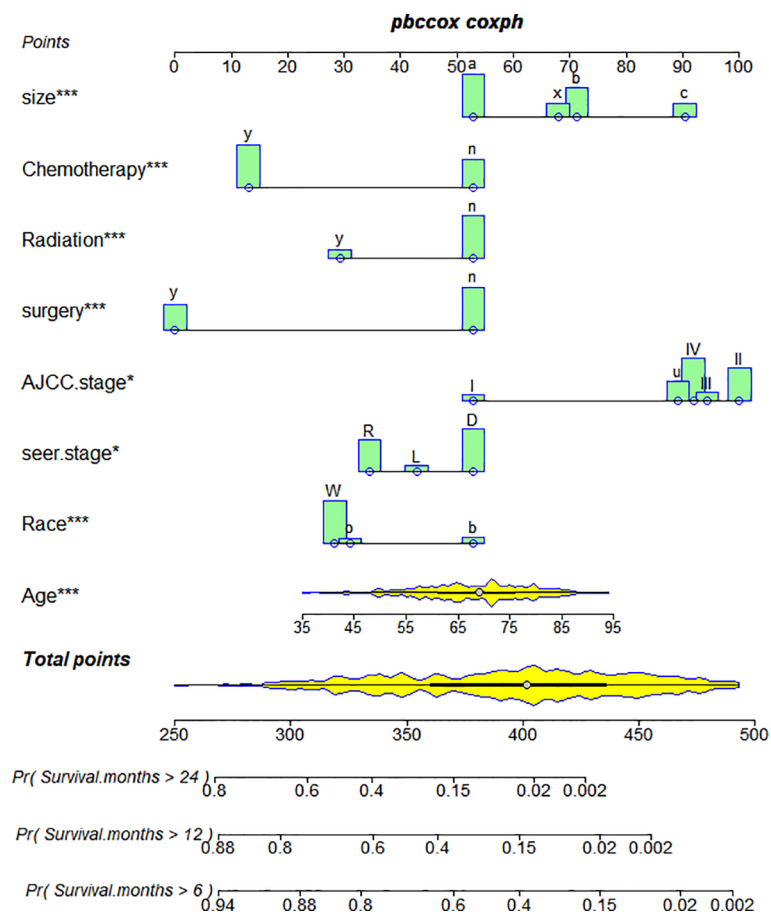 pbccox coxph
Points
0 10 20 30 40 50 60 70 80 90 100
size*** a x b c
Chemotherapy*** y n
Radiation*** y n
surgery*** y n
AJCC.stage* I u IV III II
seer.stage* R L D
Race*** W o b
Age***
35 45 55 65 75 85 95
Total points
250 300 350 400 450 500
Pr( Survival.months > 24 )
0.8 0.6 0.4 0.15 0.02 0.002
Pr( Survival.months > 12 )
0.88 0.8 0.6 0.4 0.15 0.02 0.002
Pr( Survival.months > 6 )
0.94 0.88 0.8 0.6 0.4 0.15 0.02 0.002